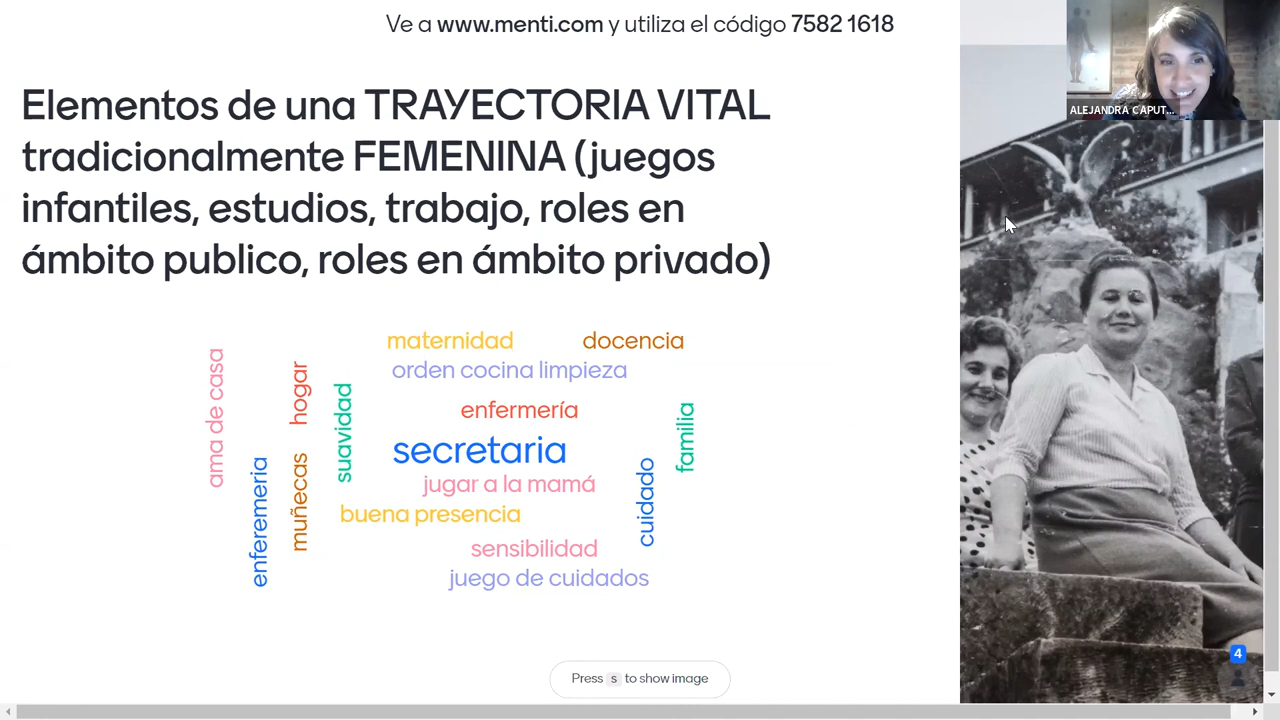 Ve a www.menti.com y utiliza el código 7582 1618
ALEJANDRA CAPUT...
Elementos de una TRAYECTORIA VITAL
tradicionalmente FEMENINA (juegos
infantiles, estudios, trabajo, roles en
ámbito publico, roles en ámbito privado)
maternidad
docencia
orden cocina limpieza
ama de casa
hogar
suavidad
enfermería
familia
secretaria
enferemeria
muñecas
jugar a la mamá
cuidado
buena presencia
sensibilidad
juego de cuidados
4
Press s to show image